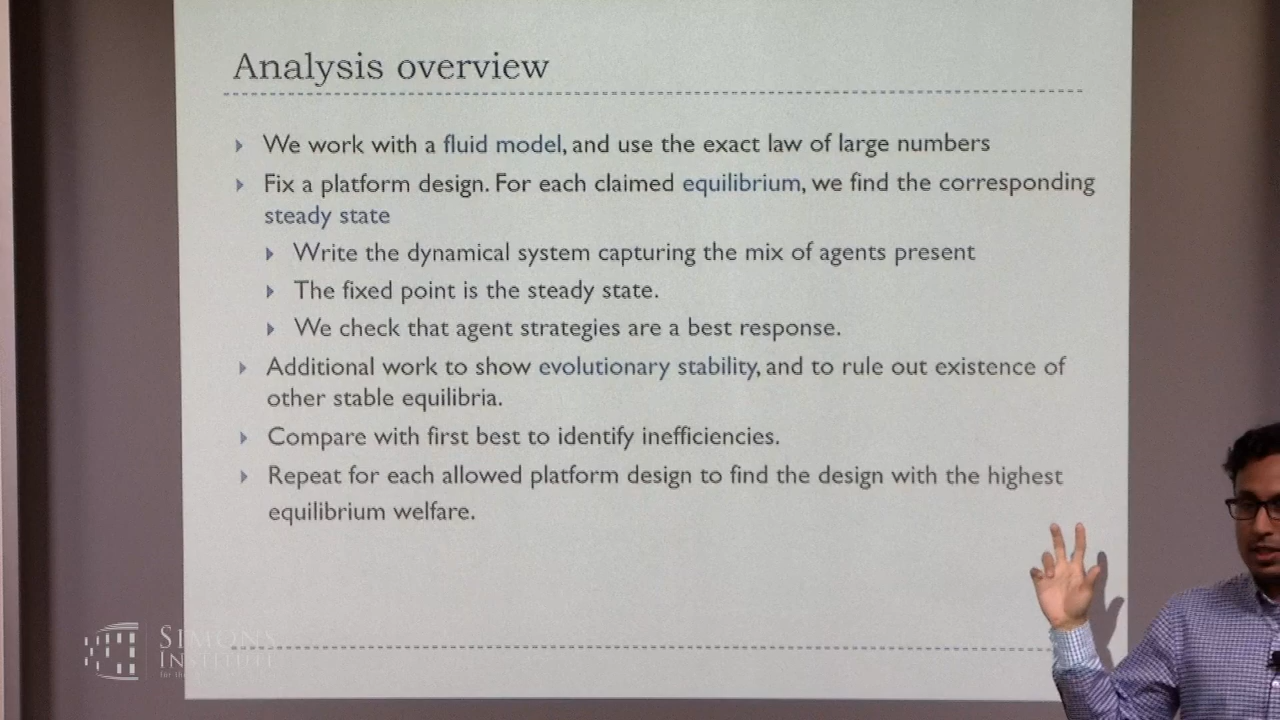 Analysis overview
We work with a fluid model, and use the exact law of large numbers
Fix a platform design. For each claimed equilibrium, we find the corresponding
steady state
Write the dynamical system capturing the mix of agents present
The fixed point is the steady state.
We check that agent strategies are a best response.
Additional work to show evolutionary stability, and to rule out existence of
other stable equilibria.
Compare with first best to identify inefficiencies.
Repeat for each allowed platform design to find the design with the highest
equilibrium welfare.
SIMONS
INSTITUTE
for the